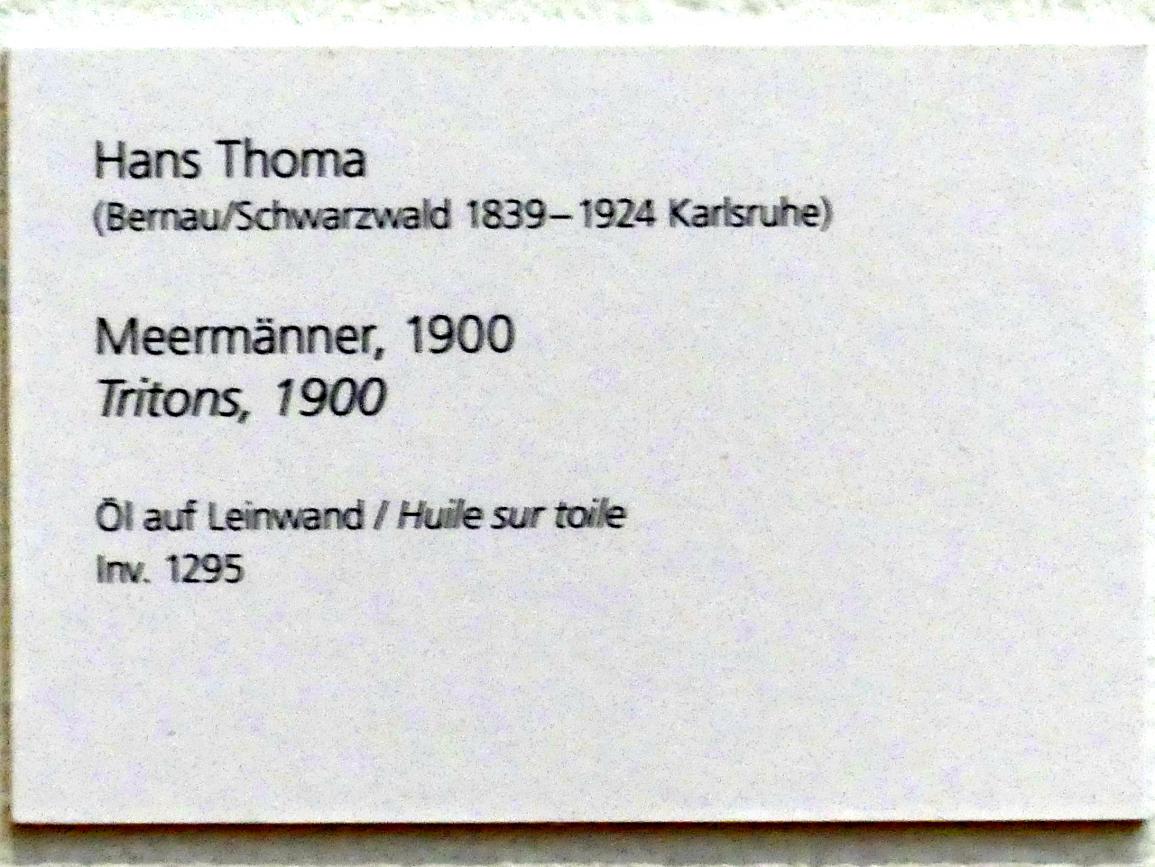 Hans Thoma
(Bernau/Schwarzwald 1839–1924 Karlsruhe)
Meermänner, 1900
Tritons, 1900
Öl auf Leinwand / Huile sur toile
Inv. 1295